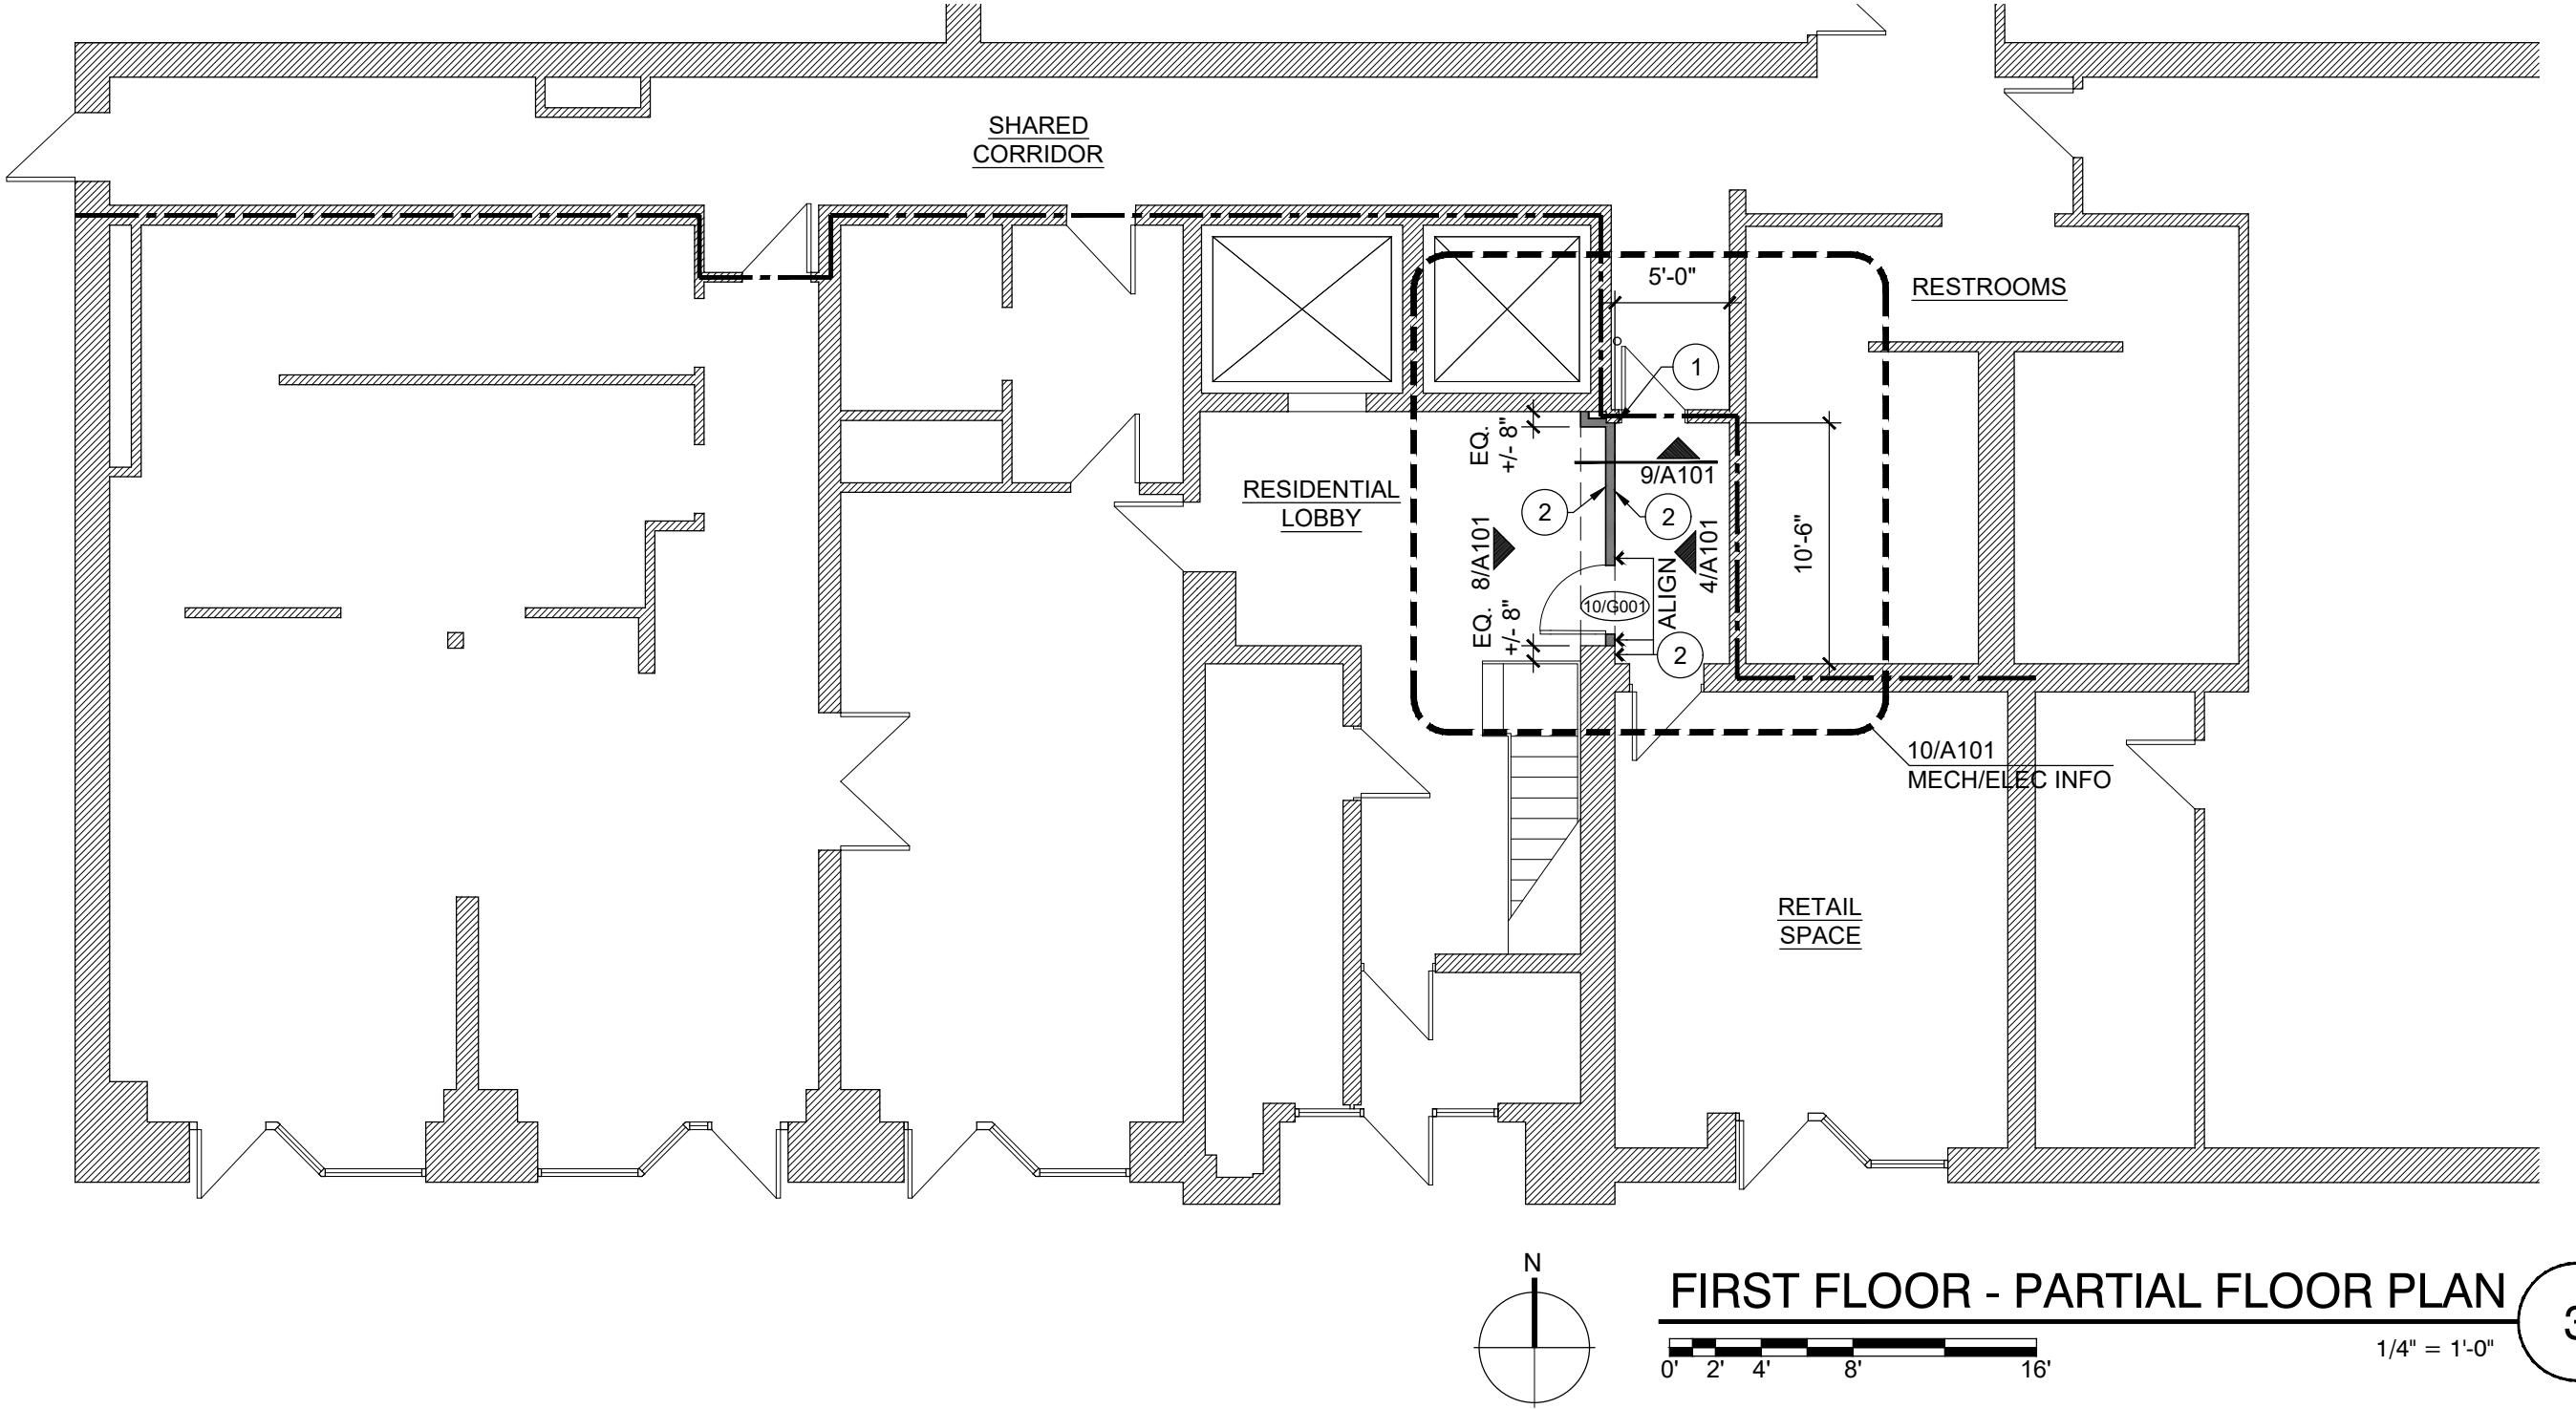 SHARED
CORRIDOR
5'-0"
RESTROOMS
1
EQ.
+/- 8"
9/A101
RESIDENTIAL
LOBBY
2
2
8/A101
4/A101
10'-6"
ALIGN
10/G001
EQ.
+/- 8"
2
10/A101
MECH/ELEC INFO
RETAIL
SPACE
N
FIRST FLOOR - PARTIAL FLOOR PLAN
1/4" = 1'-0"
0' 2' 4' 8' 16'